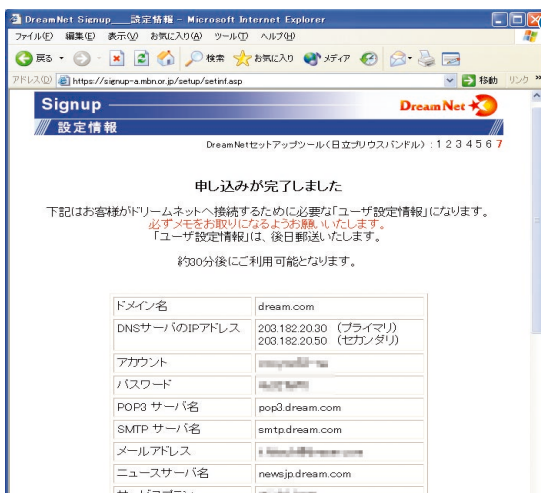 DreamNet Signup___設定情報 - Microsoft Internet Explorer
ファイル(F) 編集(E) 表示(V) お気に入り(A) ツール(T) ヘルプ(H)
戻る 検索 お気に入り メディア
アドレス(D) https://signup-a.mbn.or.jp/setup/setinf.asp 移動 リンク »
Signup DreamNet
設定情報
DreamNetセットアップツール(日立プリウスバンドル) : 1 2 3 4 5 6 7
申し込みが完了しました
下記はお客様がドリームネットへ接続するために必要な「ユーザ設定情報」になります。
必ずメモをお取りになるようお願いいたします。
「ユーザ設定情報」は、後日郵送いたします。
約30分後にご利用可能となります。
ドメイン名 dream.com
DNSサーバのIPアドレス 203.182.20.30 (プライマリ)
203.182.20.50 (セカンダリ)
アカウント
パスワード
POP3 サーバ名 pop3.dream.com
SMTP サーバ名 smtp.dream.com
メールアドレス
ニュースサーバ名 newsjp.dream.com